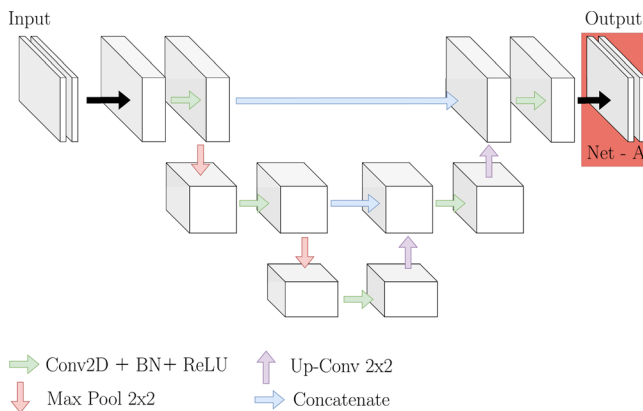 Input
Output
Net - A
Conv2D + BN+ ReLU
Up-Conv 2x2
Max Pool 2x2
Concatenate